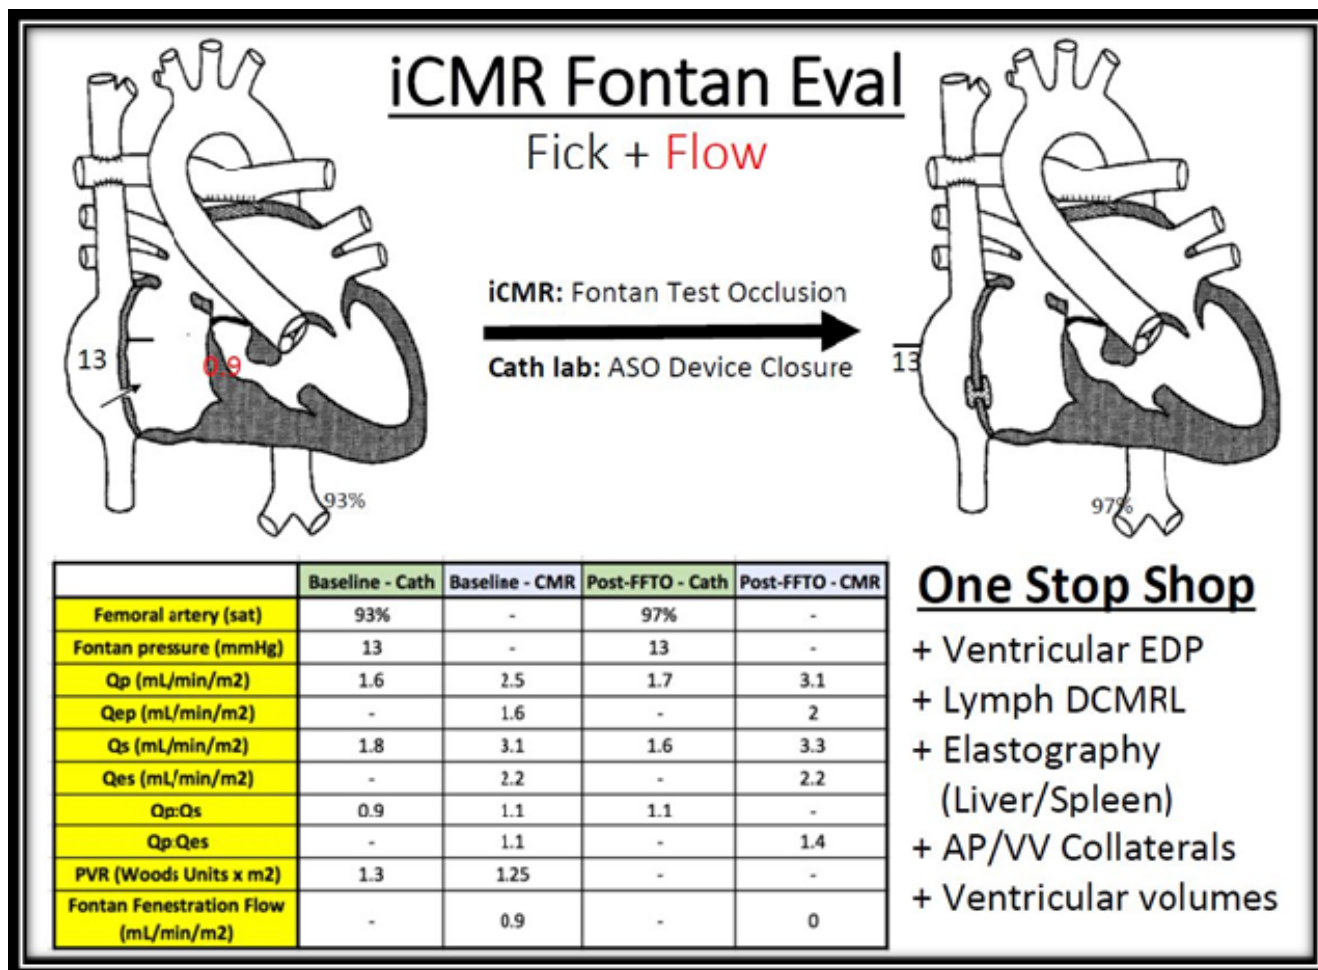 iCMR Fontan Eval
Fick + Flow
iCMR: Fontan Test Occlusion
Cath lab: ASO Device Closure
13
0.9
93%
13
97%
Baseline - Cath Baseline - CMR Post-FFTO - Cath Post-FFTO - CMR
Femoral artery (sat) 93% - 97% -
Fontan pressure (mmHg) 13 - 13 -
Qp (mL/min/m2) 1.6 2.5 1.7 3.1
Qep (mL/min/m2) - 1.6 - 2
Qs (mL/min/m2) 1.8 3.1 1.6 3.3
Qes (mL/min/m2) - 2.2 - 2.2
Qp:Qs 0.9 1.1 1.1 -
Qp:Qes - 1.1 - 1.4
PVR (Woods Units x m2) 1.3 1.25 - -
Fontan Fenestration Flow
(mL/min/m2) - 0.9 - 0
One Stop Shop
+ Ventricular EDP
+ Lymph DCMRL
+ Elastography
(Liver/Spleen)
+ AP/VV Collaterals
+ Ventricular volumes